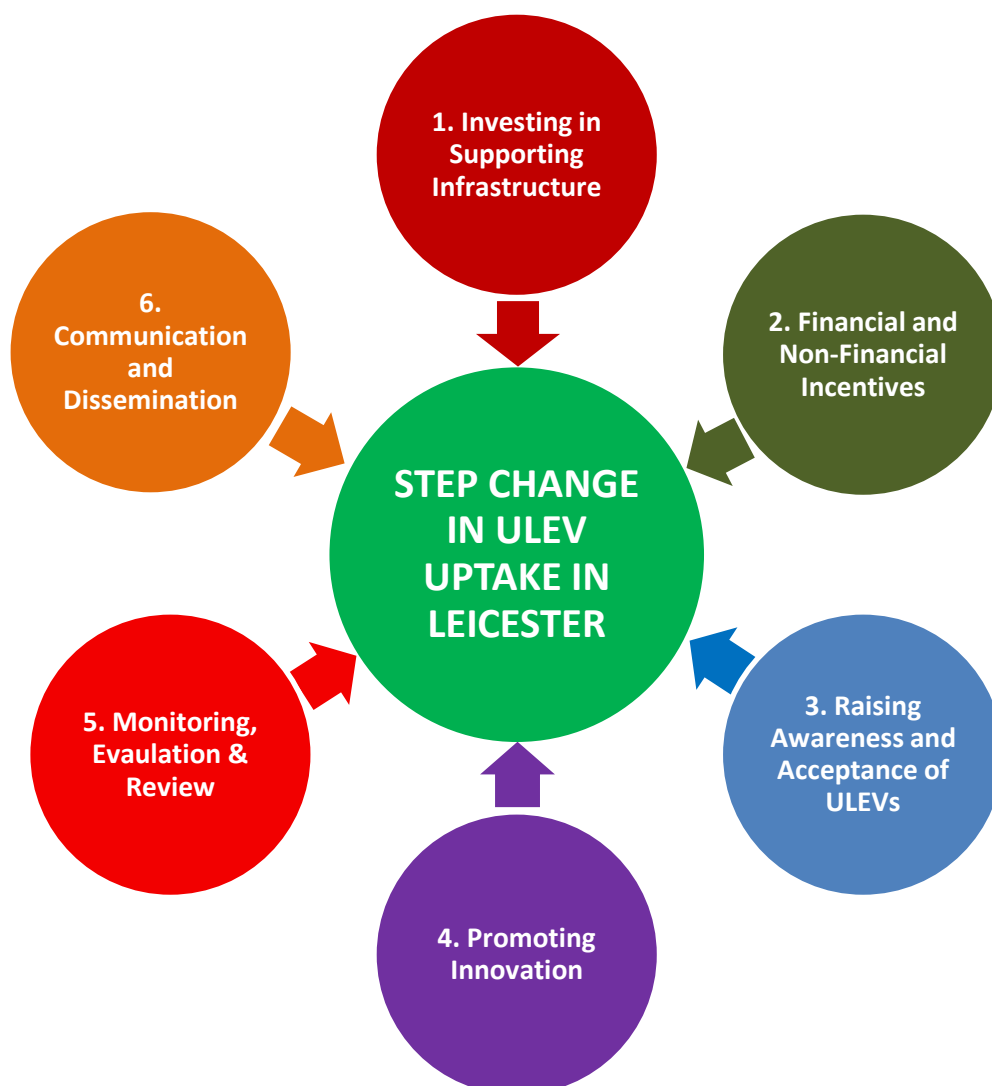 1. Investing in
Supporting
Infrastructure
2. Financial and
Non-Financial
Incentives
3. Raising
Awareness and
Acceptance of
ULEVs
4. Promoting
Innovation
5. Monitoring,
Evaulation &
Review
6.
Communication
and
Dissemination
STEP CHANGE
IN ULEV
UPTAKE IN
LEICESTER